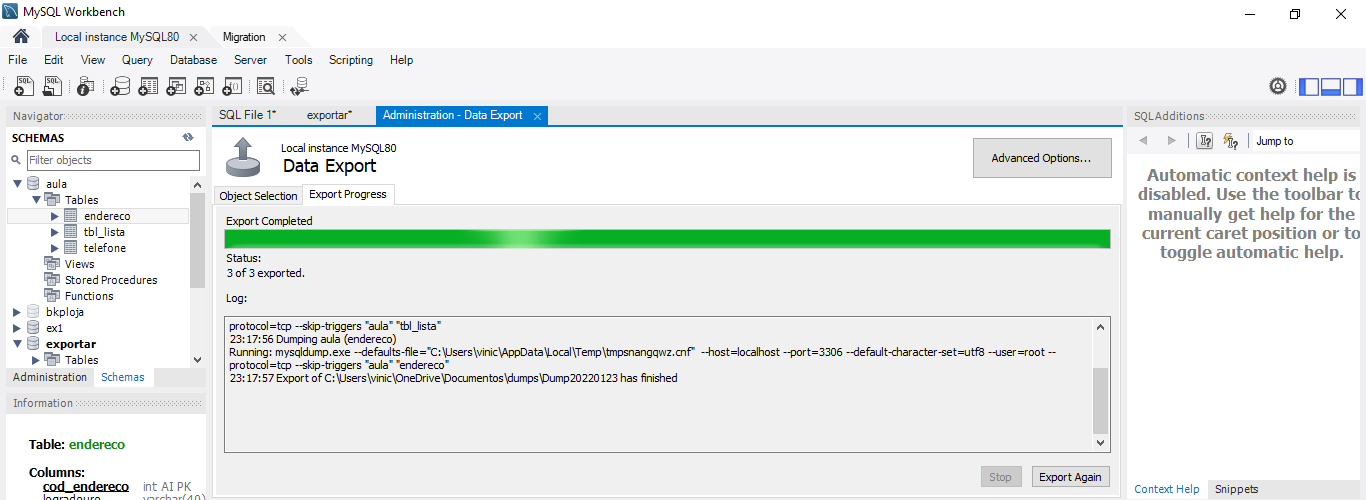 MySQL Workbench
Local instance MySQL80 ×
Migration ×
File Edit View Query Database Server Tools Scripting Help
Navigator
SCHEMAS
Filter objects
aula
Tables
endereco
tbl_lista
telefone
Views
Stored Procedures
Functions
bkploja
ex1
exportar
Tables
Administration Schemas
Information
Table: endereco
Columns:
cod_endereco int AI PK
logradouro varchar(40)
SQL File 1* exportar* Administration - Data Export ×
Local instance MySQL80
Data Export
Advanced Options...
Object Selection Export Progress
Export Completed
Status:
3 of 3 exported.
Log:
protocol=tcp --skip-triggers "aula" "tbl_lista"
23:17:56 Dumping aula (endereco)
Running: mysqldump.exe --defaults-file="C:\Users\vinic\AppData\Local\Temp\tmpsnangqwz.cnf" --host=localhost --port=3306 --default-character-set=utf8 --user=root --
protocol=tcp --skip-triggers "aula" "endereco"
23:17:57 Export of C:\Users\vinic\OneDrive\Documentos\dumps\Dump20220123 has finished
Stop Export Again
SQLAdditions
Jump to
Automatic context help is
disabled. Use the toolbar to
manually get help for the
current caret position or to
toggle automatic help.
Context Help Snippets